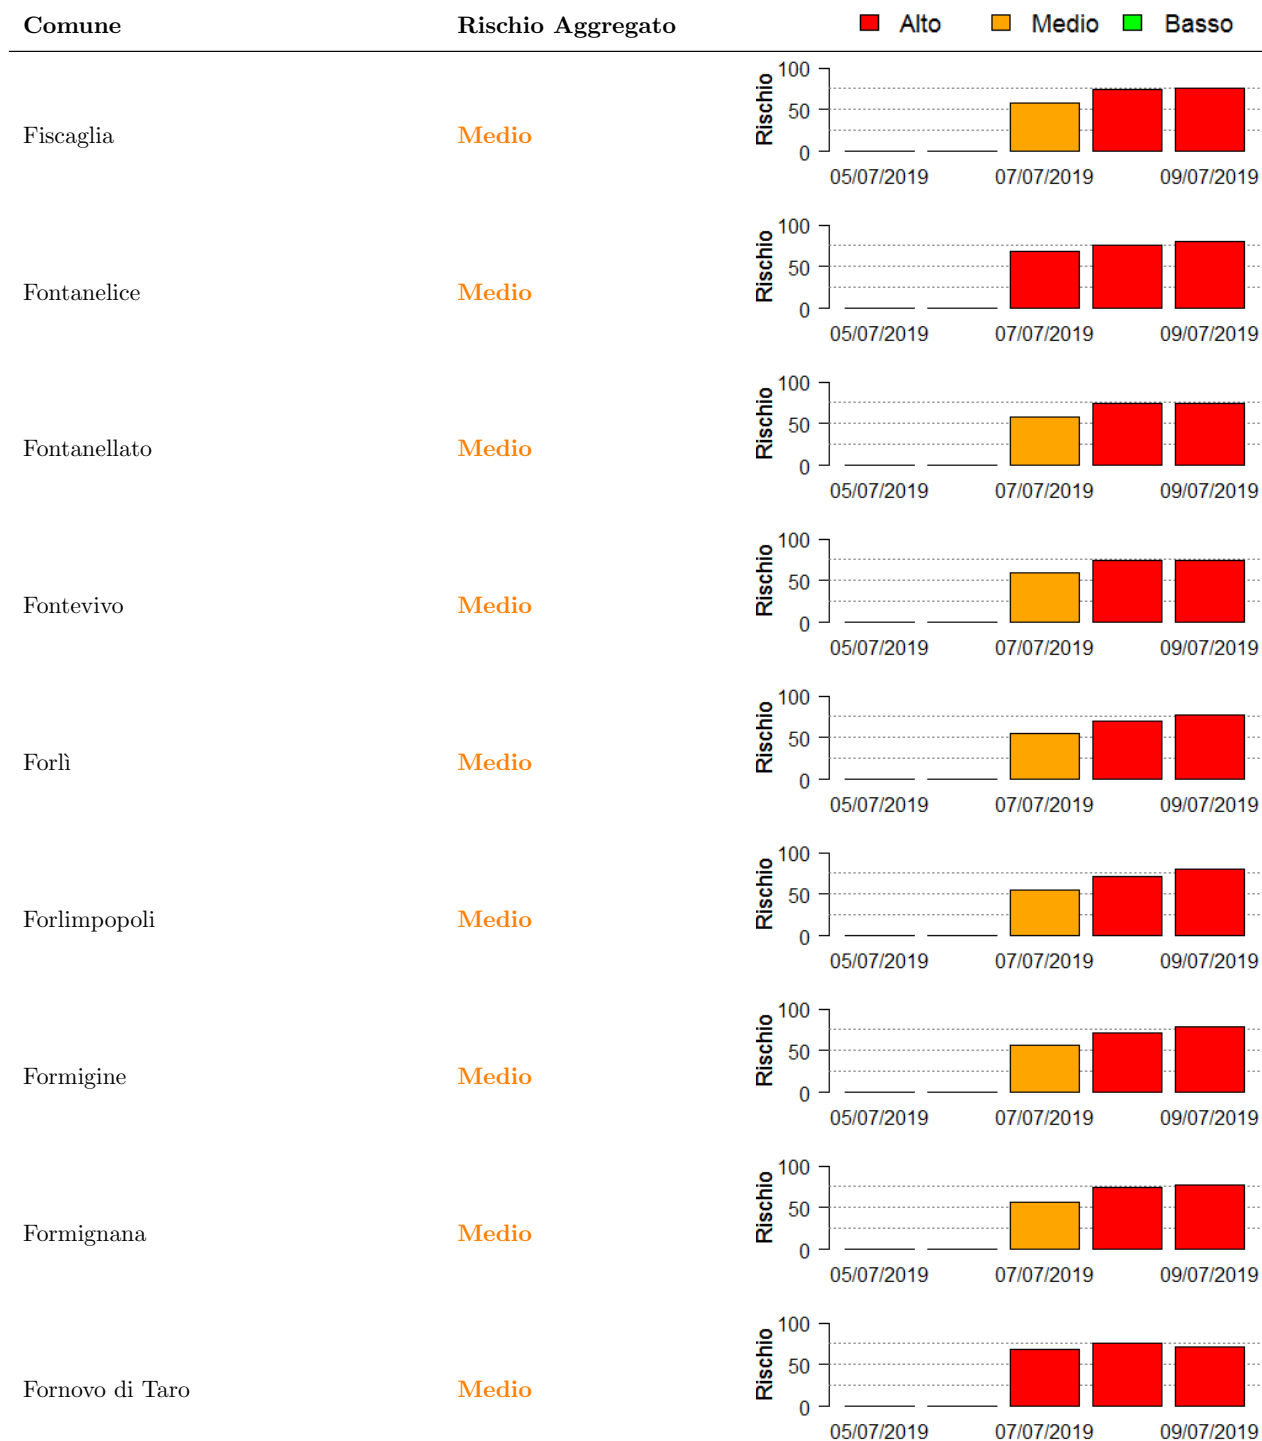 Comune Rischio Aggregato Alto Medio Basso
Fiscaglia Medio
Rischio
100
50
0
05/07/2019 07/07/2019 09/07/2019
Fontanelice Medio
Rischio
100
50
0
05/07/2019 07/07/2019 09/07/2019
Fontanellato Medio
Rischio
100
50
0
05/07/2019 07/07/2019 09/07/2019
Fontevivo Medio
Rischio
100
50
0
05/07/2019 07/07/2019 09/07/2019
Forlì Medio
Rischio
100
50
0
05/07/2019 07/07/2019 09/07/2019
Forlimpopoli Medio
Rischio
100
50
0
05/07/2019 07/07/2019 09/07/2019
Formigine Medio
Rischio
100
50
0
05/07/2019 07/07/2019 09/07/2019
Formignana Medio
Rischio
100
50
0
05/07/2019 07/07/2019 09/07/2019
Fornovo di Taro Medio
Rischio
100
50
0
05/07/2019 07/07/2019 09/07/2019